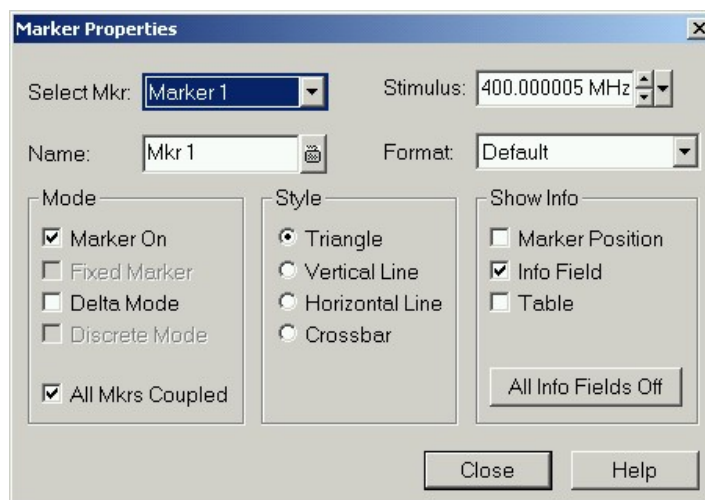 Marker Properties
Select Mkr: Marker 1 Stimulus: 400.000005 MHz
Name: Mkr 1 Format: Default
Mode
Marker On
Fixed Marker
Delta Mode
Discrete Mode
All Mkrs Coupled
Style
Triangle
Vertical Line
Horizontal Line
Crossbar
Show Info
Marker Position
Info Field
Table
All Info Fields Off
Close Help